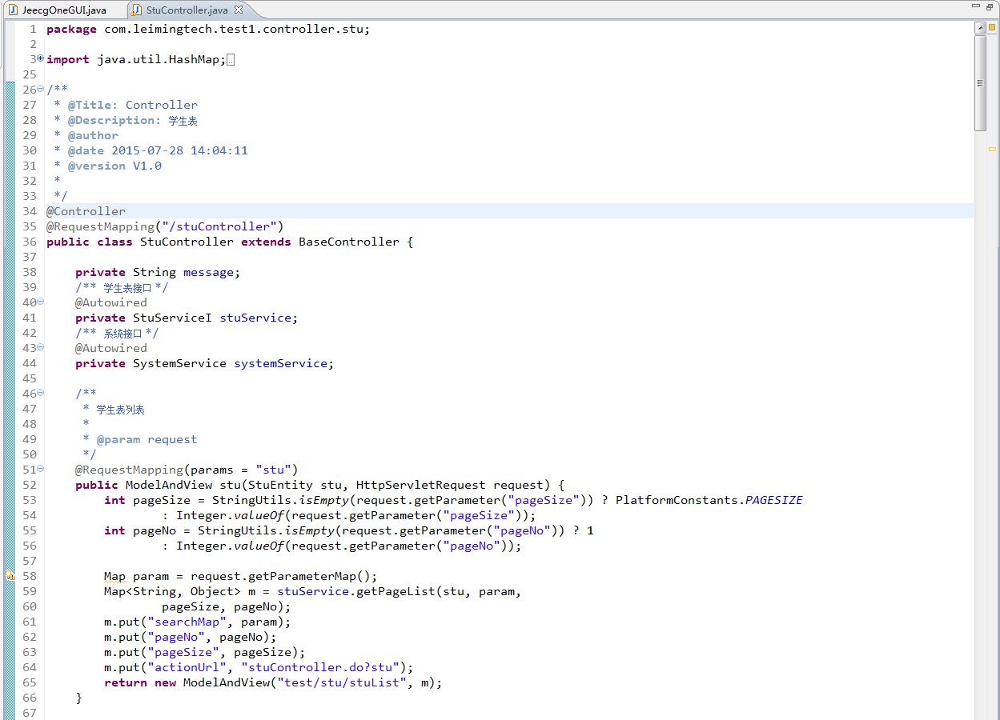 JeecgOneGUI.java StuController.java
1 package com.leimingtech.test1.controller.stu;
2
3 import java.util.HashMap;
25
26 /**
27 * @Title: Controller
28 * @Description: 学生表
29 * @author
30 * @date 2015-07-28 14:04:11
31 * @version V1.0
32 *
33 */
34 @Controller
35 @RequestMapping("/stuController")
36 public class StuController extends BaseController {
37
38 private String message;
39 /** 学生表接口 */
40 @Autowired
41 private StuServiceI stuService;
42 /** 系统接口 */
43 @Autowired
44 private SystemService systemService;
45
46 /**
47 * 学生表列表
48 *
49 * @param request
50 */
51 @RequestMapping(params = "stu")
52 public ModelAndView stu(StuEntity stu, HttpServletRequest request) {
53 int pageSize = StringUtils.isEmpty(request.getParameter("pageSize")) ? PlatformConstants.PAGESIZE
54 : Integer.valueOf(request.getParameter("pageSize"));
55 int pageNo = StringUtils.isEmpty(request.getParameter("pageNo")) ? 1
56 : Integer.valueOf(request.getParameter("pageNo"));
57
58 Map param = request.getParameterMap();
59 Map<String, Object> m = stuService.getPageList(stu, param,
60 pageSize, pageNo);
61 m.put("searchMap", param);
62 m.put("pageNo", pageNo);
63 m.put("pageSize", pageSize);
64 m.put("actionUrl", "stuController.do?stu");
65 return new ModelAndView("test/stu/stuList", m);
66 }
67